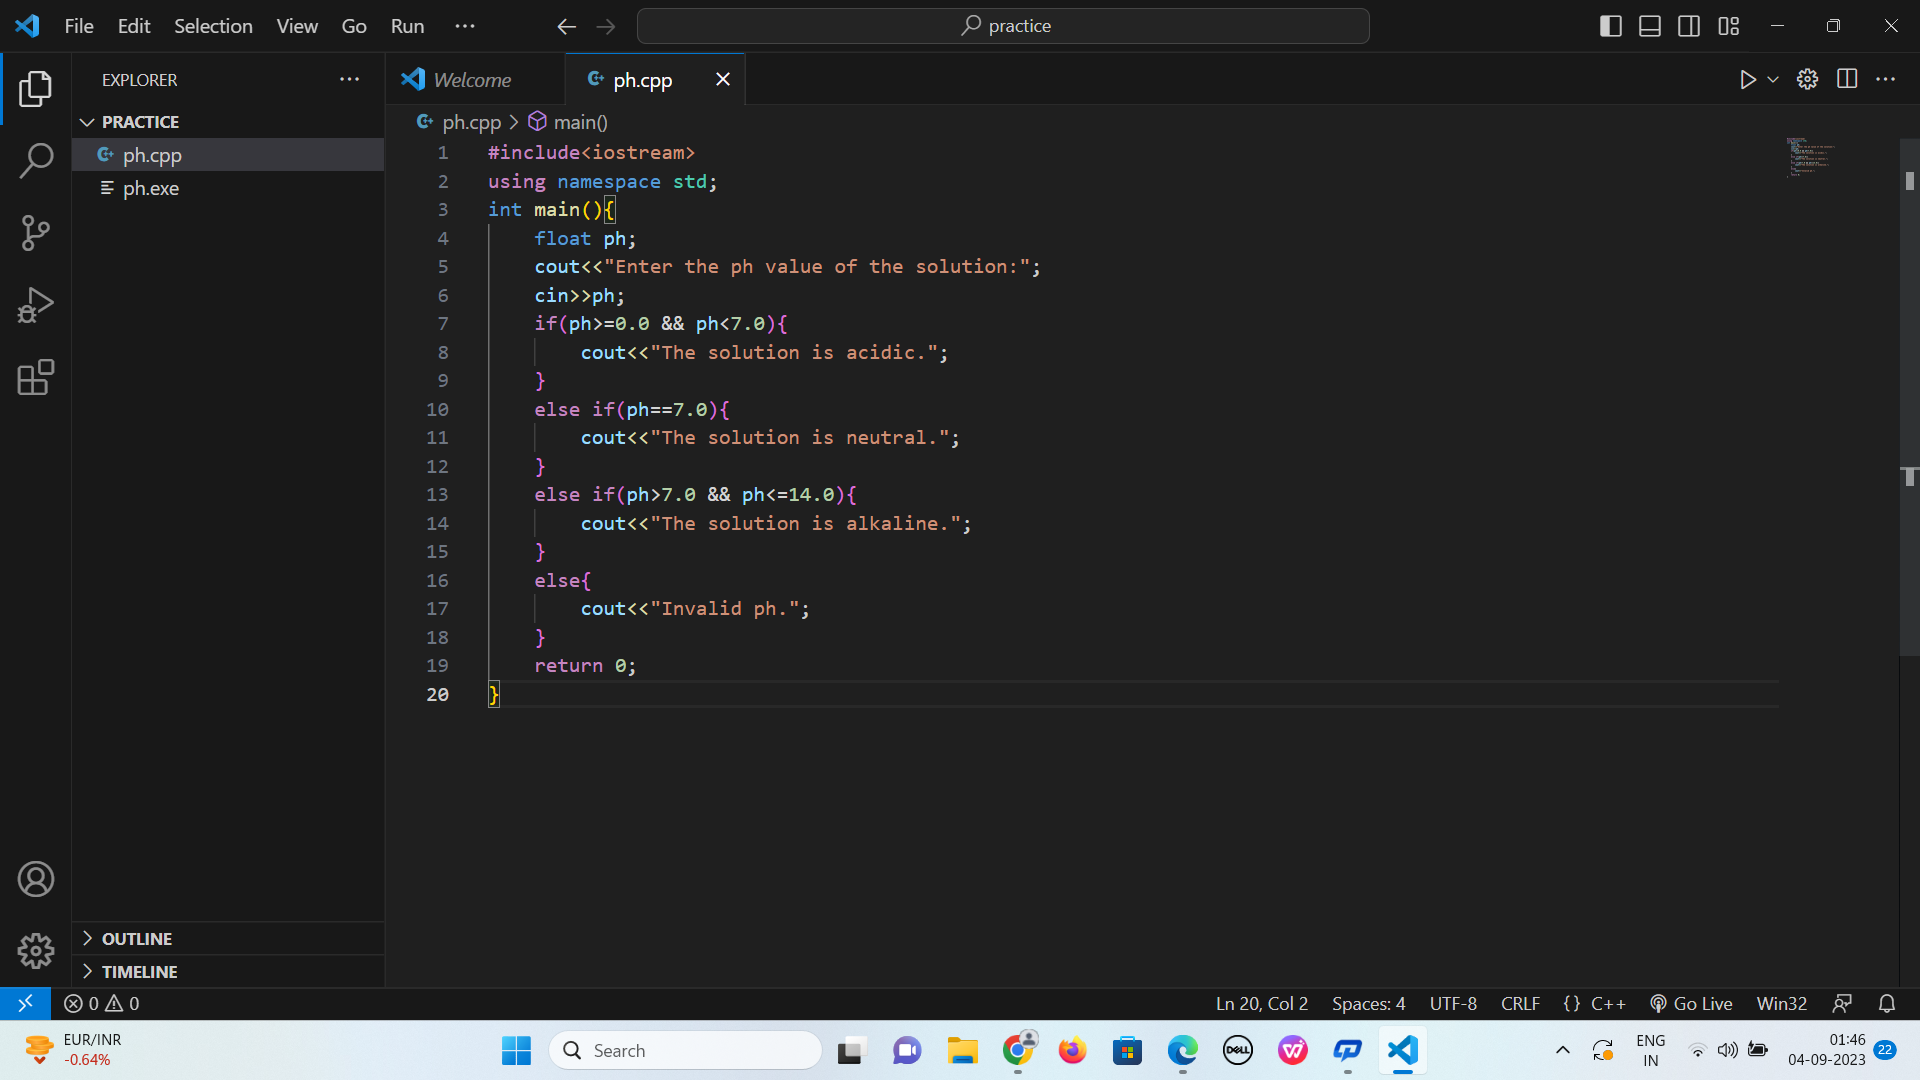 File Edit Selection View Go Run ···
practice
EXPLORER
PRACTICE
ph.cpp
ph.exe
OUTLINE
TIMELINE
Welcome
ph.cpp
ph.cpp > main()
1 #include<iostream>
2 using namespace std;
3 int main(){
4     float ph;
5     cout<<"Enter the ph value of the solution:";
6     cin>>ph;
7     if(ph>=0.0 && ph<7.0){
8         cout<<"The solution is acidic.";
9     }
10     else if(ph==7.0){
11         cout<<"The solution is neutral.";
12     }
13     else if(ph>7.0 && ph<=14.0){
14         cout<<"The solution is alkaline.";
15     }
16     else{
17         cout<<"Invalid ph.";
18     }
19     return 0;
20 }
0 0
Ln 20, Col 2 Spaces: 4 UTF-8 CRLF {} C++ Go Live Win32
EUR/INR
-0.64%
Search
DELL
ENG
IN
01:46
04-09-2023
22